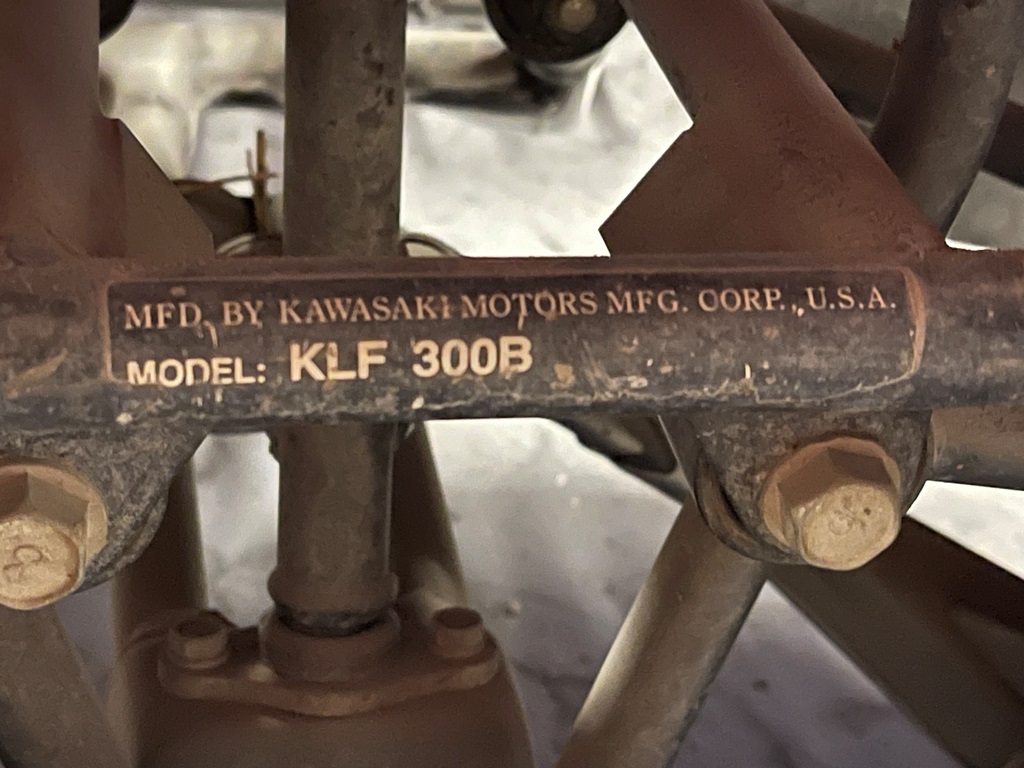 MFD. BY KAWASAKI MOTORS MFG. CORP., U.S.A.
MODEL: KLF 300B